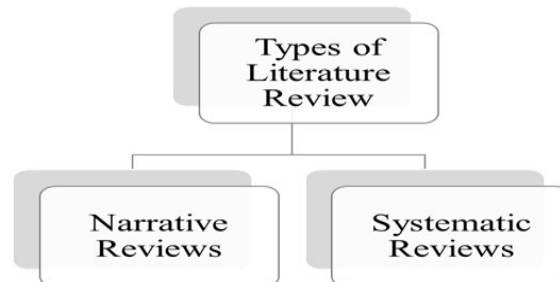 Types of
Literature
Review
Narrative
Reviews
Systematic
Reviews